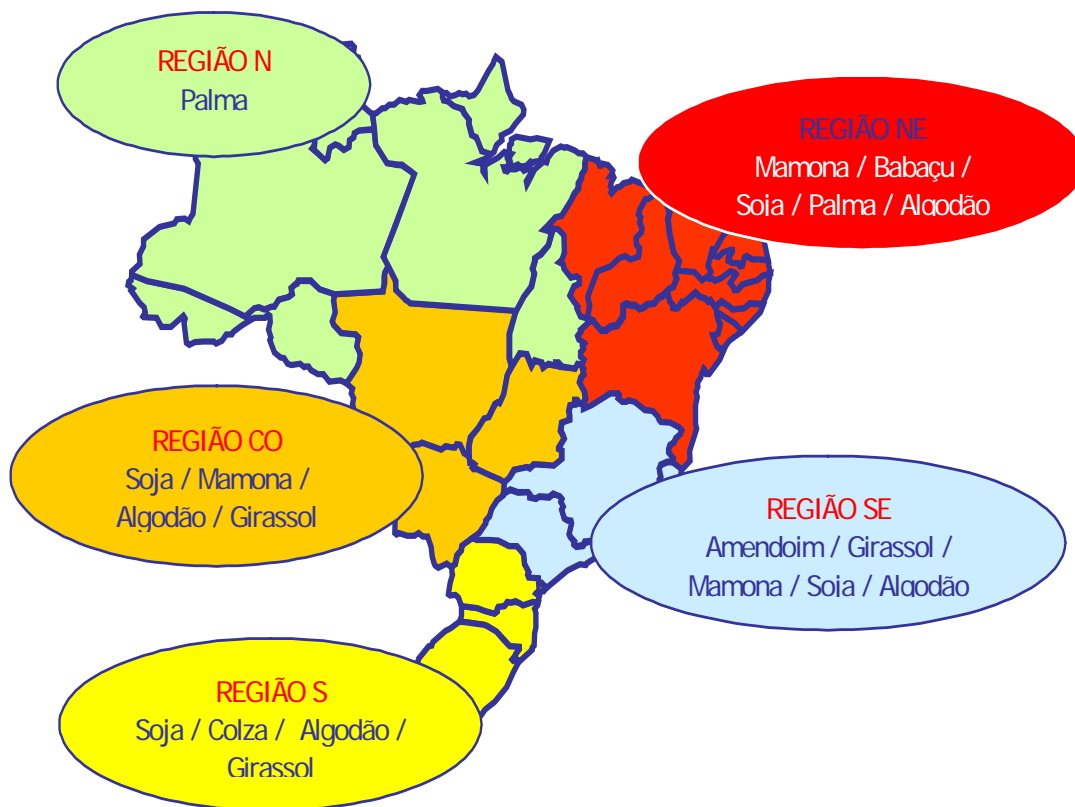 REGIÃO N
Palma
REGIÃO NE
Mamona / Babaçu /
Soja / Palma / Algodão
REGIÃO CO
Soja / Mamona /
Algodão / Girassol
REGIÃO SE
Amendoim / Girassol /
Mamona / Soja / Algodão
REGIÃO S
Soja / Colza / Algodão /
Girassol